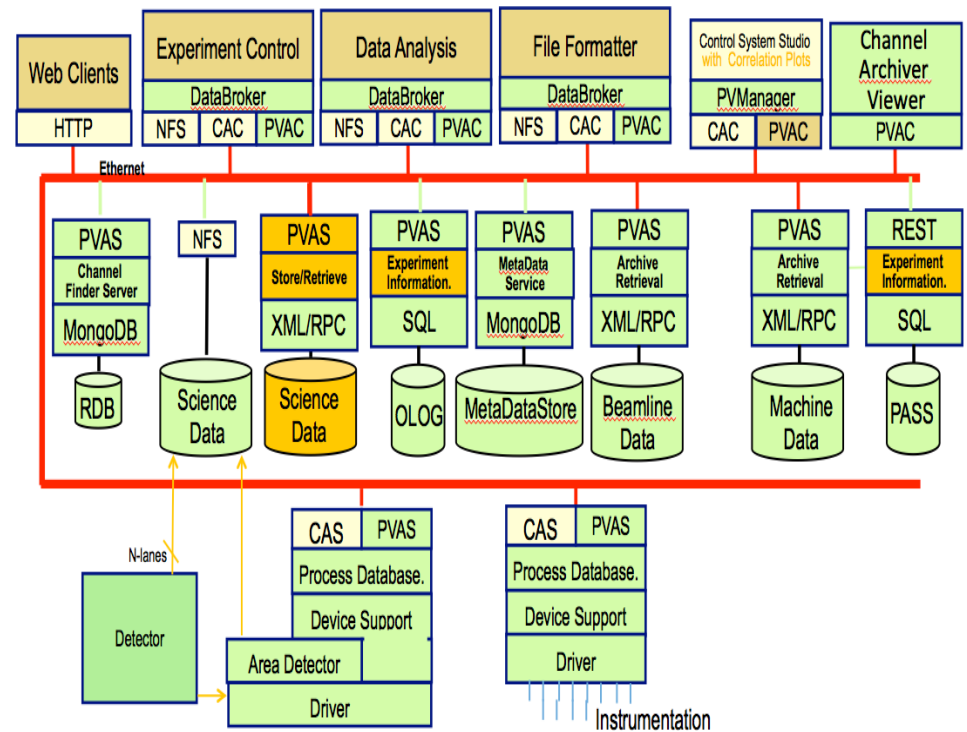 Web Clients
HTTP
Experiment Control
DataBroker
NFS CAC PVAC
Data Analysis
DataBroker
NFS CAC PVAC
File Formatter
DataBroker
NFS CAC PVAC
Control System Studio
with Correlation Plots
PVManager
CAC PVAC
Channel
Archiver
Viewer
PVAC
Ethernet
PVAS
Channel
Finder Server
MongoDB
RDB
NFS
Science
Data
PVAS
Store/Retrieve
XML/RPC
Science
Data
PVAS
Experiment
Information.
SQL
OLOG
PVAS
MetaData
Service
MongoDB
MetaDataStore
PVAS
Archive
Retrieval
XML/RPC
Beamline
Data
PVAS
Archive
Retrieval
XML/RPC
Machine
Data
REST
Experiment
Information.
SQL
PASS
N-lanes
Detector
CAS PVAS
Process Database.
Device Support
Area Detector
Driver
CAS PVAS
Process Database.
Device Support
Driver
Instrumentation